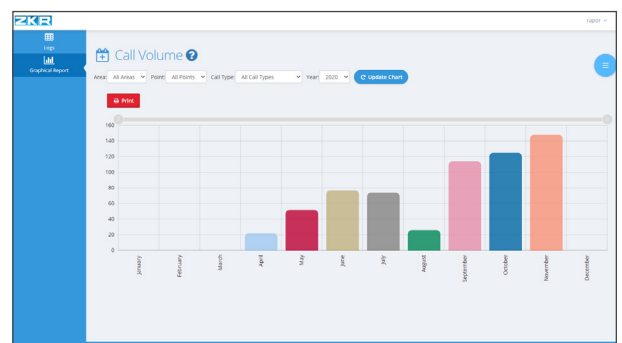 ZKR
rapor
Logs
Graphical Report
Call Volume ?
Area: All Areas Point: All Points Call Type: All Call Types Year: 2020 Update Chart
Print
160
140
120
100
80
60
40
20
0
January February March April May June July August September October November December